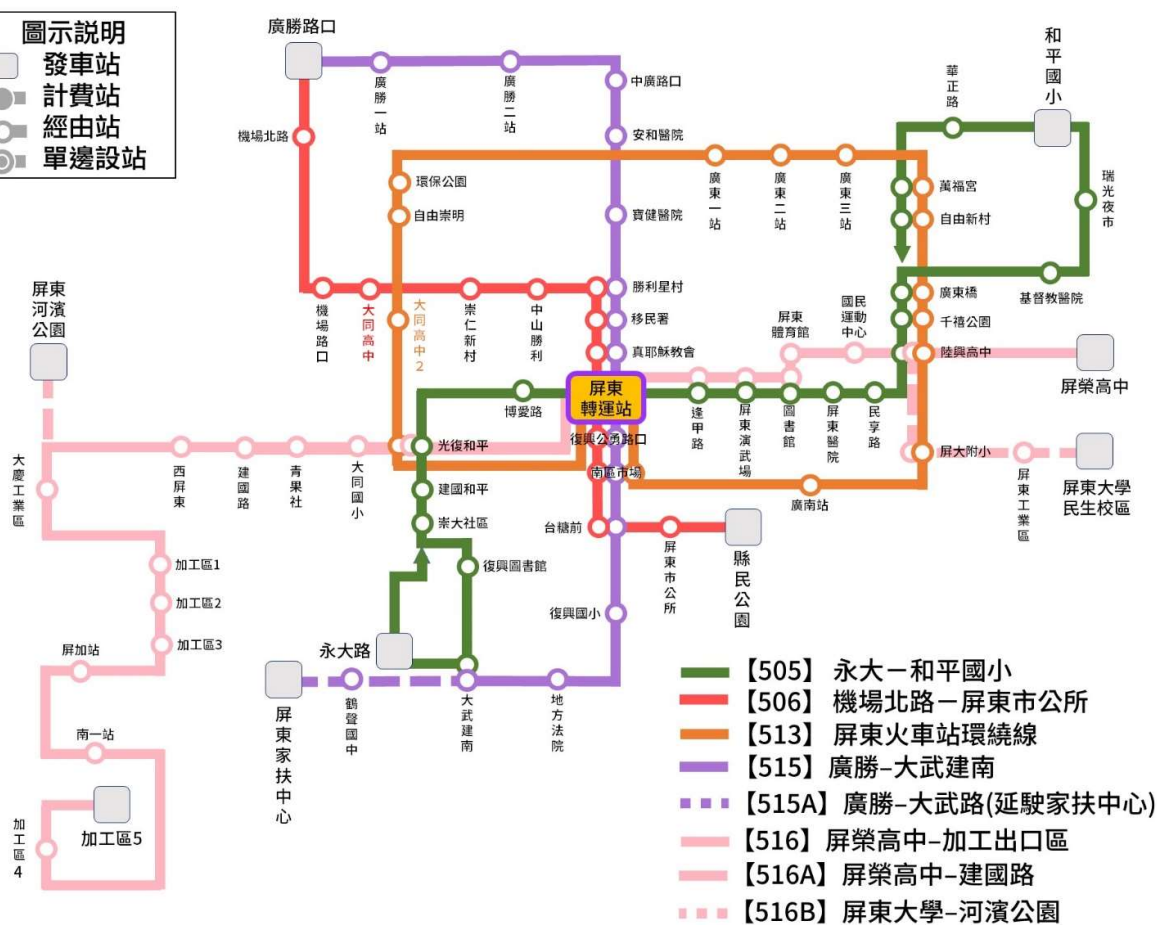 圖示説明
發車站
計費站
經由站
單邊設站
廣勝路口
廣勝一站
廣勝二站
中廣路口
安和醫院
寶健醫院
勝利星村
移民署
真耶穌教會
機場北路
機場路口
大同高中
崇仁新村
中山勝利
環保公園
自由崇明
大同高中2
廣東一站
廣東二站
廣東三站
華正路
和平國小
瑞光夜市
萬福宮
自由新村
基督教醫院
廣東橋
千禧公園
陸興高中
屏東體育館
國民運動中心
屏榮高中
屏東轉運站
博愛路
逢甲路
屏東演武場
圖書館
屏東醫院
民享路
屏大附小
屏東工業區
屏東大學民生校區
復興公勇路口
南區市場
廣南站
台糖前
屏東市公所
縣民公園
復興國小
光復和平
建國和平
崇大社區
復興圖書館
永大路
屏東家扶中心
鶴聲國中
大武建南
地方法院
屏東河濱公園
大慶工業區
西屏東
建國路
青果社
大同國小
加工區1
加工區2
加工區3
屏加站
南一站
加工區4
加工區5
【505】永大－和平國小
【506】機場北路－屏東市公所
【513】屏東火車站環繞線
【515】廣勝–大武建南
【515A】廣勝–大武路(延駛家扶中心)
【516】屏榮高中–加工出口區
【516A】屏榮高中–建國路
【516B】屏東大學–河濱公園